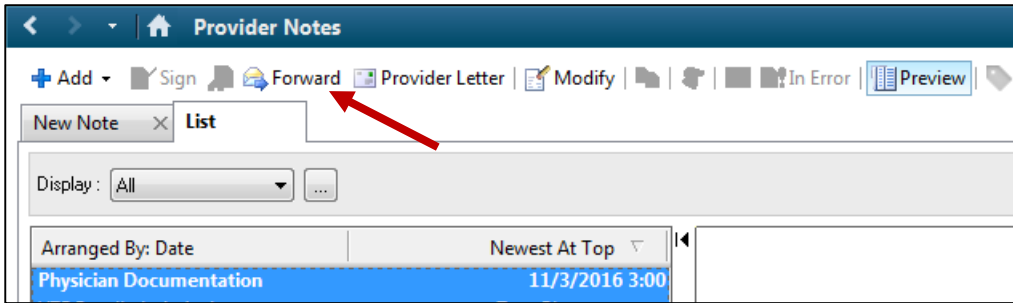 Provider Notes
Add Sign Forward Provider Letter | Modify | In Error | Preview
New Note × List
Display : All ...
Arranged By: Date Newest At Top
Physician Documentation 11/3/2016 3:00